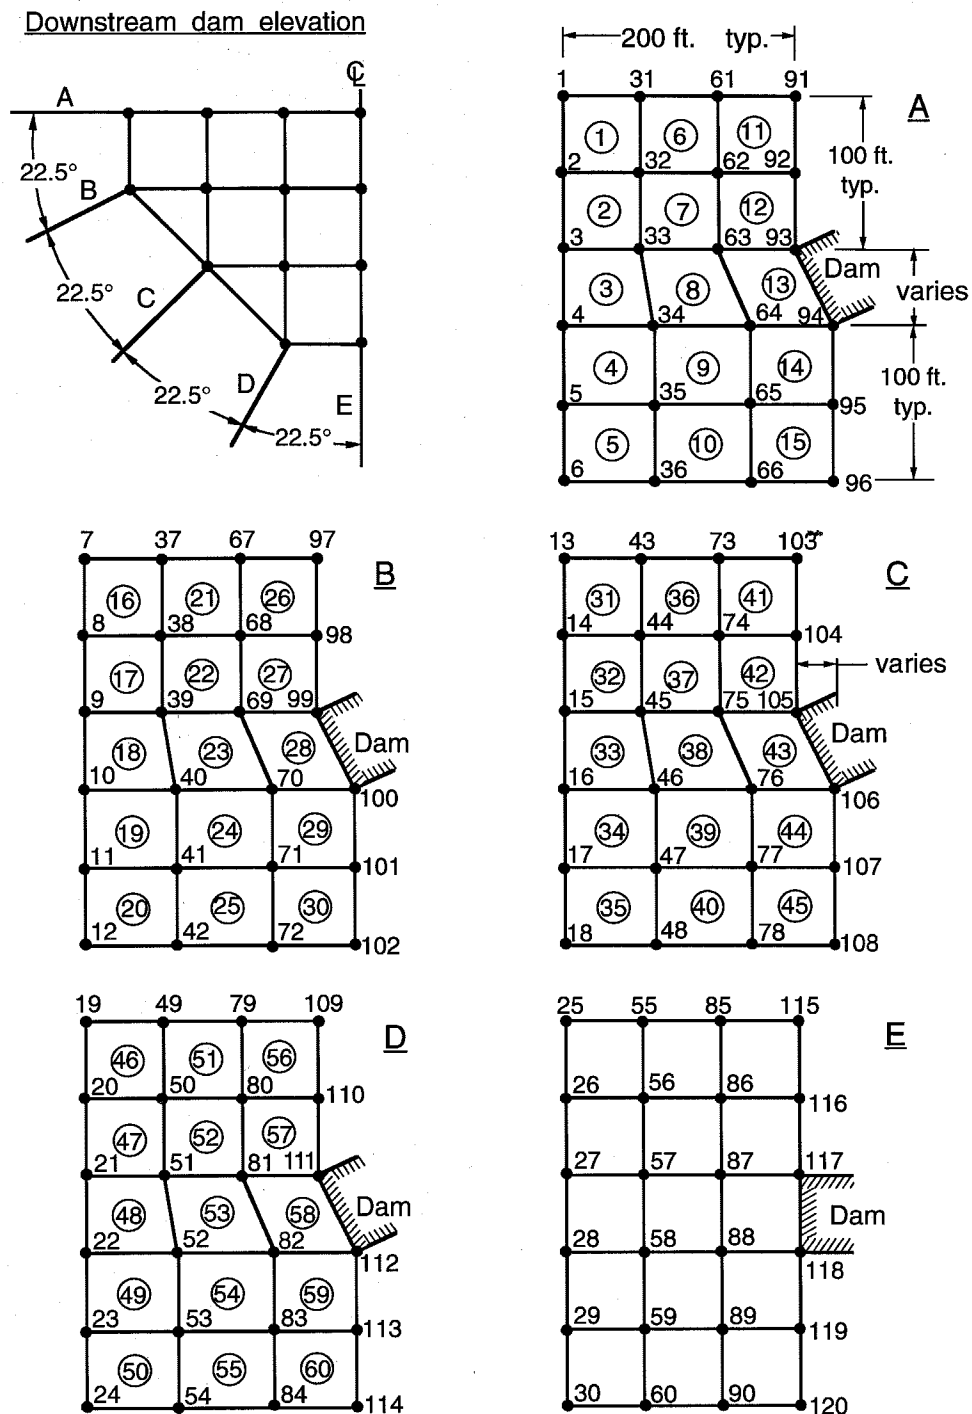 Downstream dam elevation
℄
A
22.5°
B
22.5°
C
22.5°
D
22.5°
E
200 ft. typ.
1 31 61 91
A
1 6 11
100 ft.
typ.
2 32 62 92
2 7 12
3 33 63 93
Dam
3 8 13
varies
4 34 64 94
4 9 14
100 ft.
typ.
5 35 65 95
5 10 15
6 36 66 96
7 37 67 97
B
16 21 26
8 38 68 98
17 22 27
9 39 69 99
18 23 28 Dam
10 40 70 100
19 24 29
11 41 71 101
20 25 30
12 42 72 102
13 43 73 103
C
31 36 41
14 44 74 104
varies
32 37 42
15 45 75 105
33 38 43 Dam
16 46 76 106
34 39 44
17 47 77 107
35 40 45
18 48 78 108
19 49 79 109
D
46 51 56
20 50 80 110
47 52 57
21 51 81 111
48 53 58 Dam
22 52 82 112
49 54 59
23 53 83 113
50 55 60
24 54 84 114
25 55 85 115
E
26 56 86 116
27 57 87 117
Dam
28 58 88 118
29 59 89 119
30 60 90 120